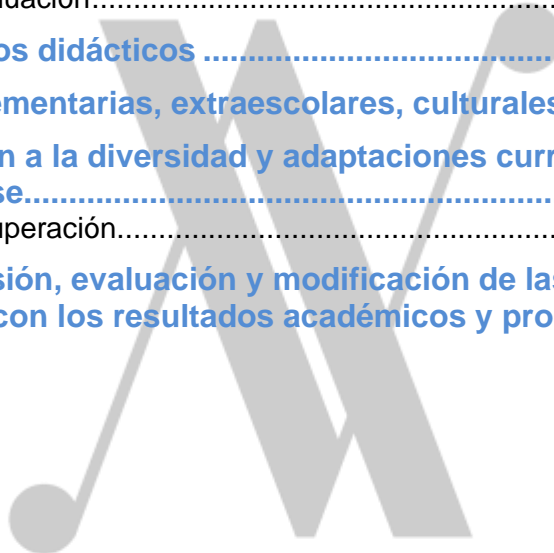 uación..........................................................
os didácticos ........................................
ementarias, extraescolares, culturales
n a la diversidad y adaptaciones curr
se.............................................................
uperación.....................................................
sión, evaluación y modificación de las
con los resultados académicos y pro